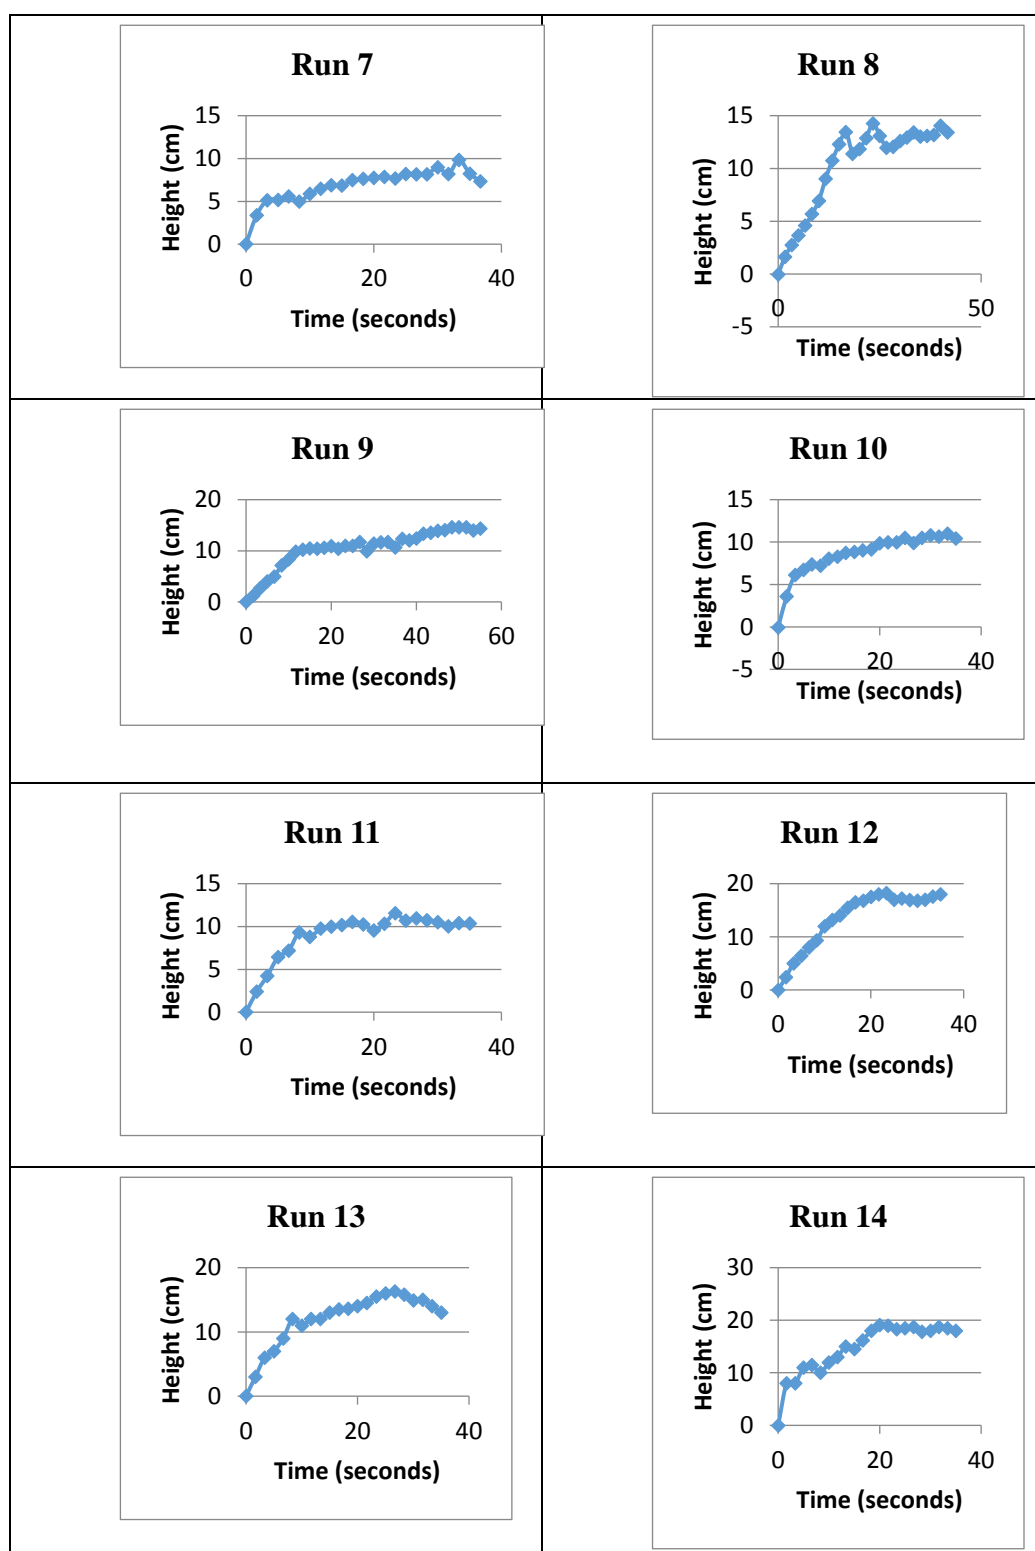 Run 7
15
10
5
0
0 20 40
Height (cm)
Time (seconds)
Run 8
15
10
5
0
-5
0 50
Height (cm)
Time (seconds)
Run 9
20
10
0
0 20 40 60
Height (cm)
Time (seconds)
Run 10
15
10
5
0
-5
0 20 40
Height (cm)
Time (seconds)
Run 11
15
10
5
0
0 20 40
Height (cm)
Time (seconds)
Run 12
20
10
0
0 20 40
Height (cm)
Time (seconds)
Run 13
20
10
0
0 20 40
Height (cm)
Time (seconds)
Run 14
30
20
10
0
0 20 40
Height (cm)
Time (seconds)